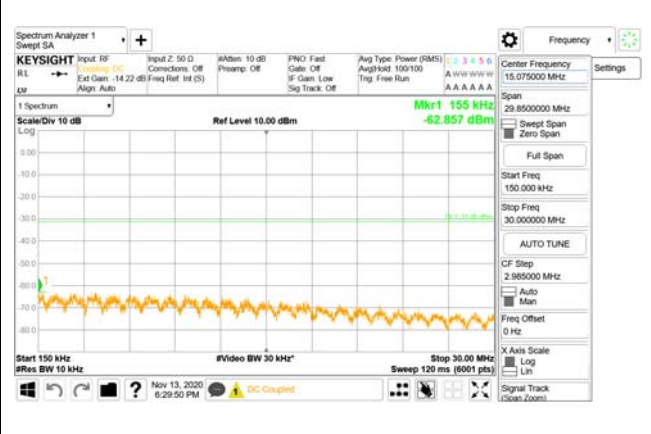 Spectrum Analyzer 1
Swept SA
Frequency
KEYSIGHT
RL
Input: RF
Coupling: DC
Ext Gain: -14.22 dB
Align: Auto
Input Z: 50 Ω
Corrections: Off
Freq Ref: Int (S)
#Atten: 10 dB
Preamp: Off
PNO: Fast
Gate: Off
IF Gain: Low
Sig Track: Off
Avg Type: Power (RMS)
Avg|Hold: 100/100
Trig: Free Run
1 2 3 4 5 6
A W W W W W
A A A A A A
1 Spectrum
Scale/Div 10 dB
Ref Level 10.00 dBm
Mkr1 155 kHz
-62.857 dBm
Log
0.00
-10.0
-20.0
-30.0
-40.0
-50.0
-60.0
-70.0
-80.0
1
Start 150 kHz
#Res BW 10 kHz
#Video BW 30 kHz*
Stop 30.00 MHz
Sweep 120 ms (6001 pts)
Nov 13, 2020
6:29:50 PM
DC Coupled
Center Frequency
15.075000 MHz
Settings
Span
29.8500000 MHz
Swept Span
Zero Span
Full Span
Start Freq
150.000 kHz
Stop Freq
30.000000 MHz
AUTO TUNE
CF Step
2.985000 MHz
Auto
Man
Freq Offset
0 Hz
X Axis Scale
Log
Lin
Signal Track
(Span Zoom)